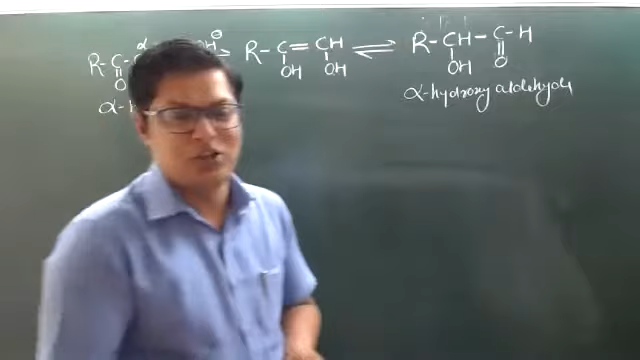 R-C- α OH⊖ ⇌ R-C=CH ⇌ R-CH-C-H
O OH OH OH O
α-h α-hydroxy aldehyde